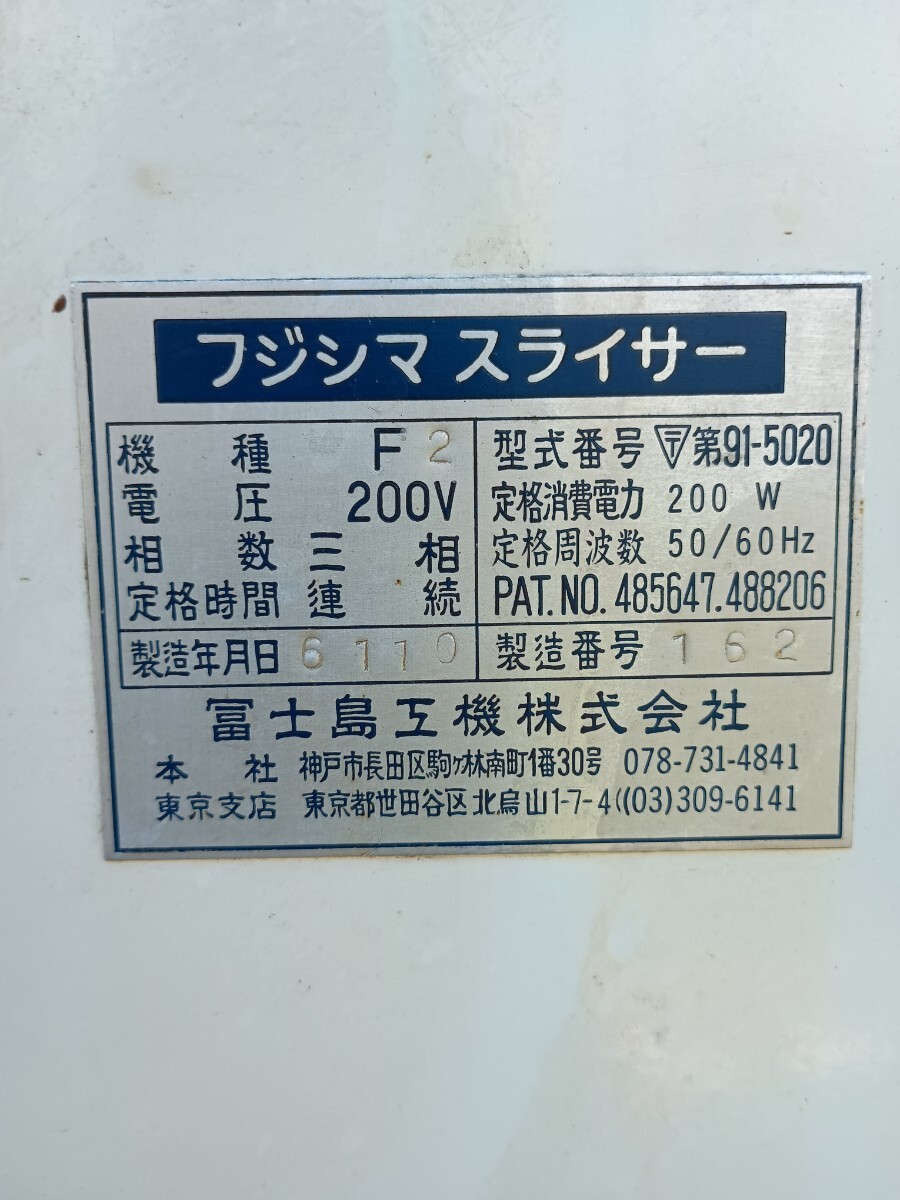 フジシマ スライサー
機種 F2
電圧 200V
相数 三相
定格時間 連続
製造年月日 6110
型式番号 〒第91-5020
定格消費電力 200 W
定格周波数 50/60Hz
PAT.NO.485647.488206
製造番号 162
冨士島工機株式会社
本社 神戸市長田区駒ヶ林南町1番30号 078-731-4841
東京支店 東京都世田谷区北烏山1-7-4((03)309-6141